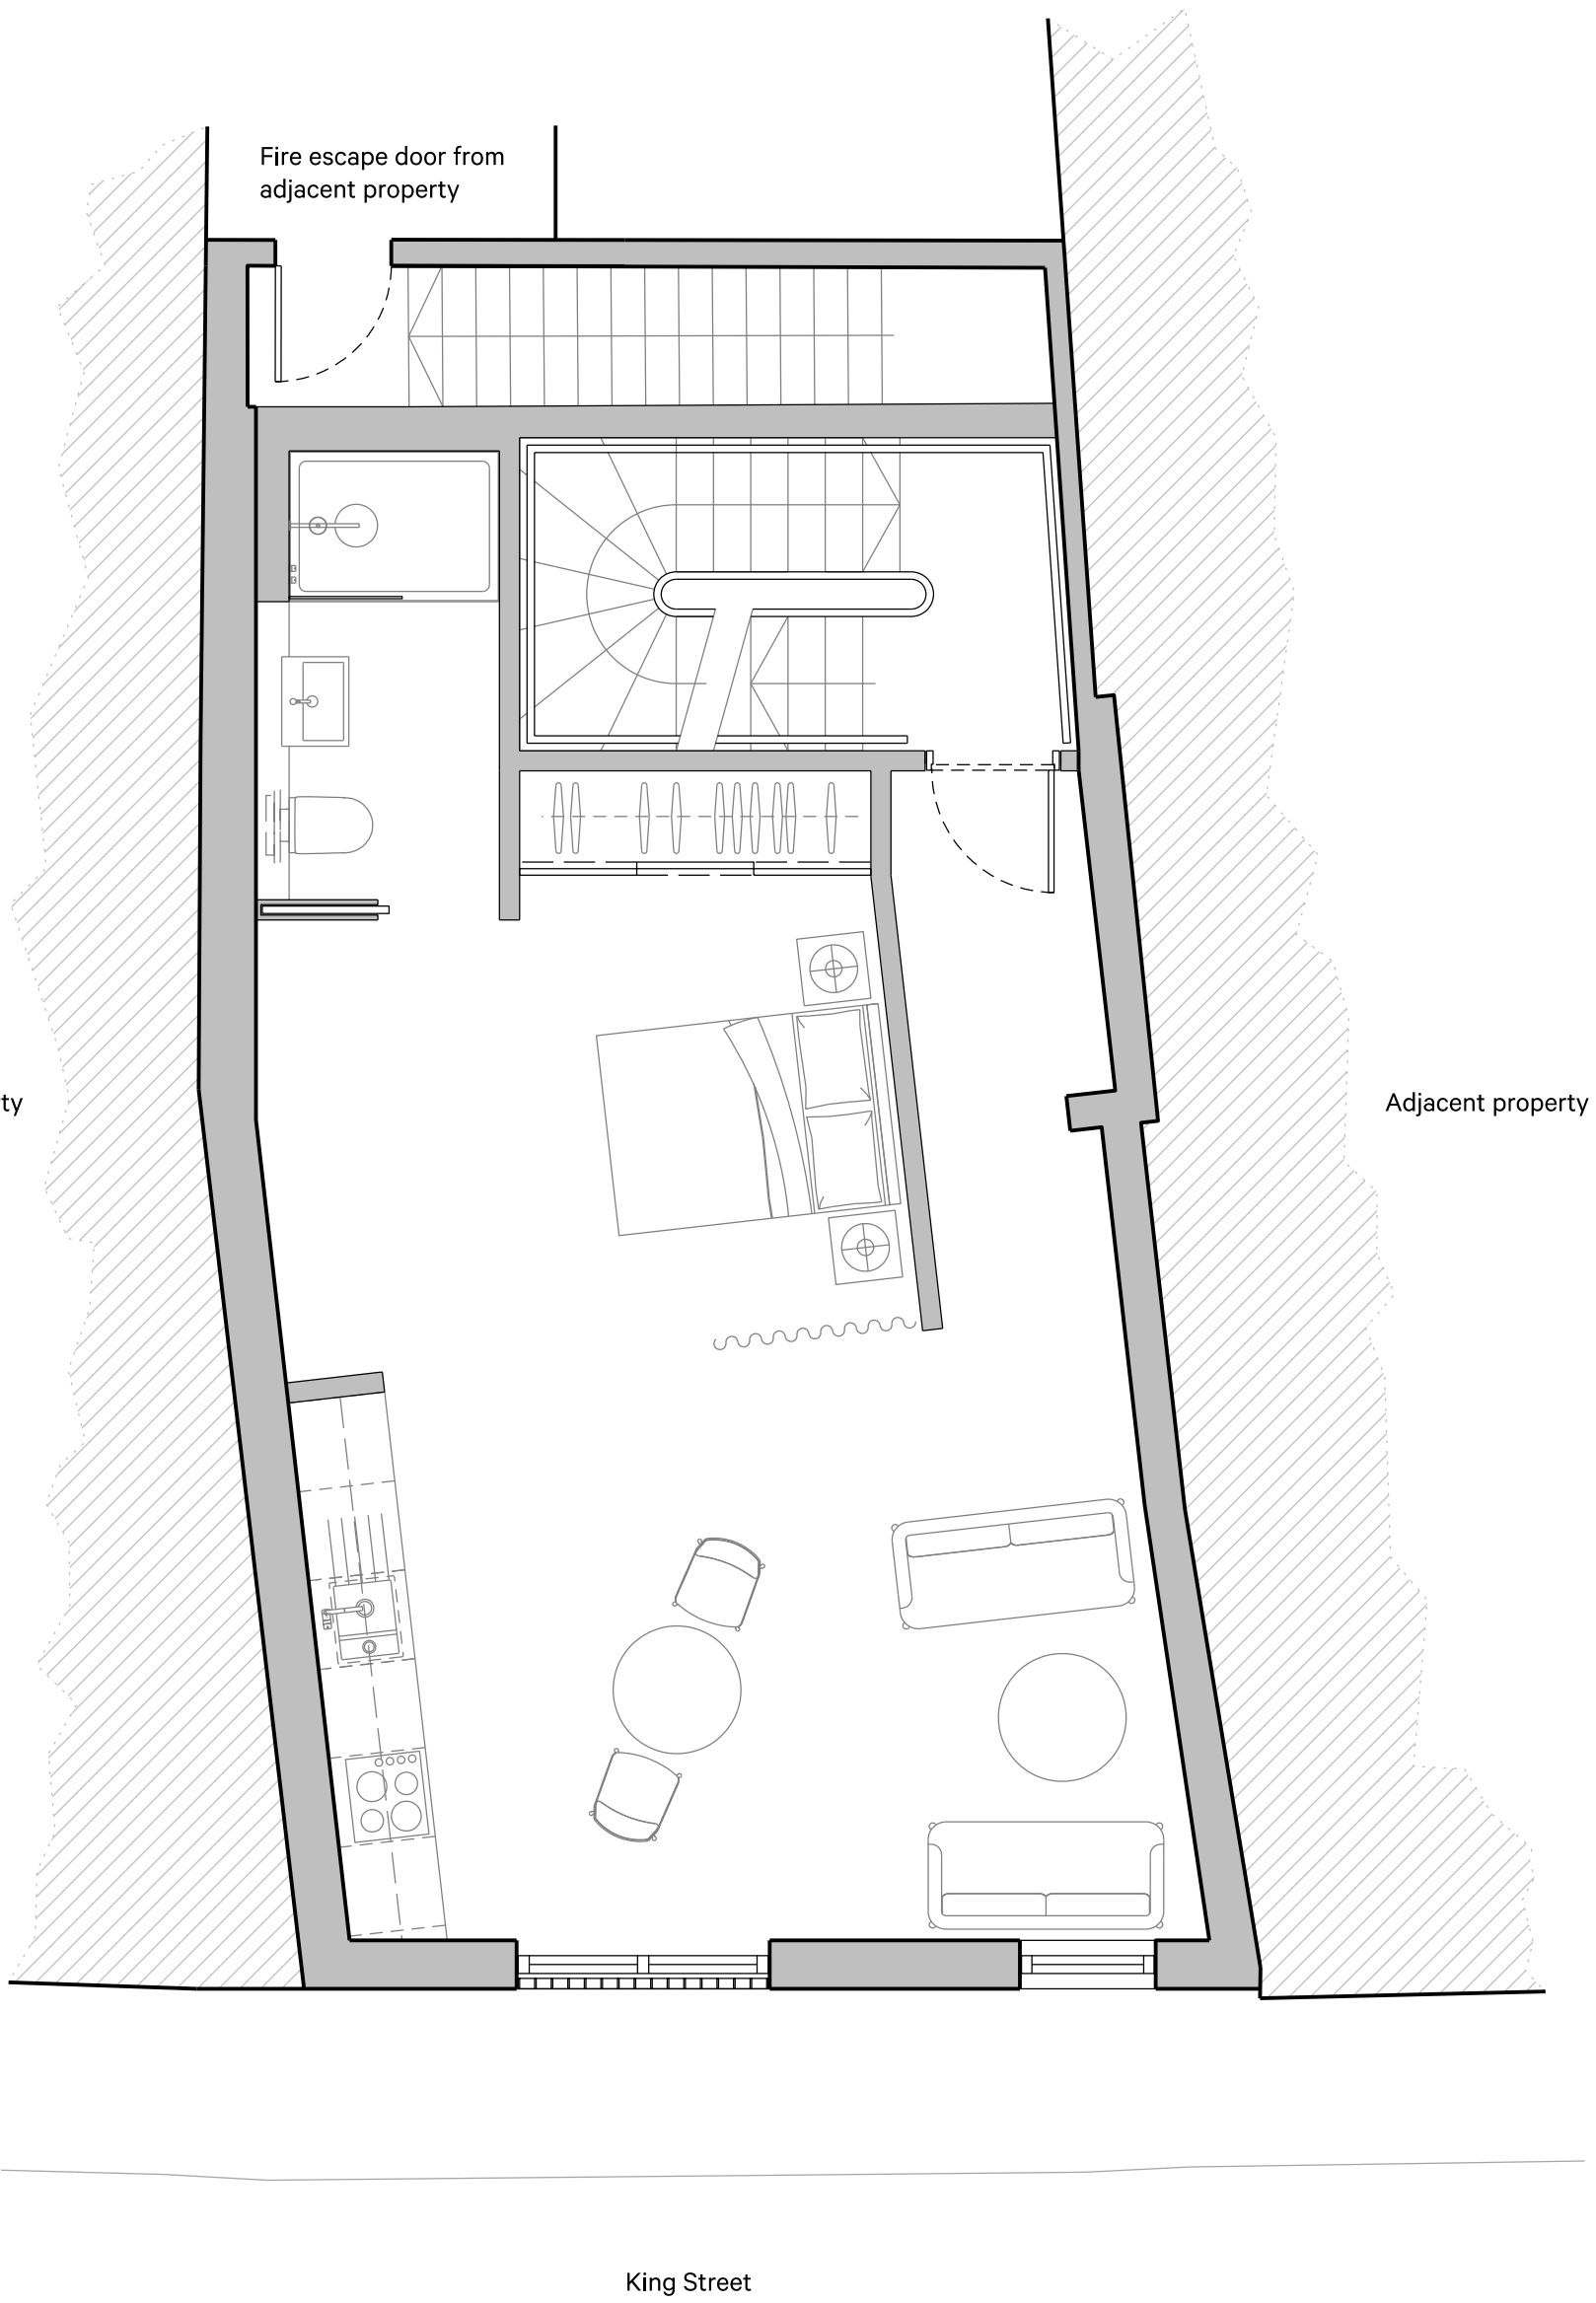 Fire escape door from
adjacent property
ty
Adjacent property
King Street